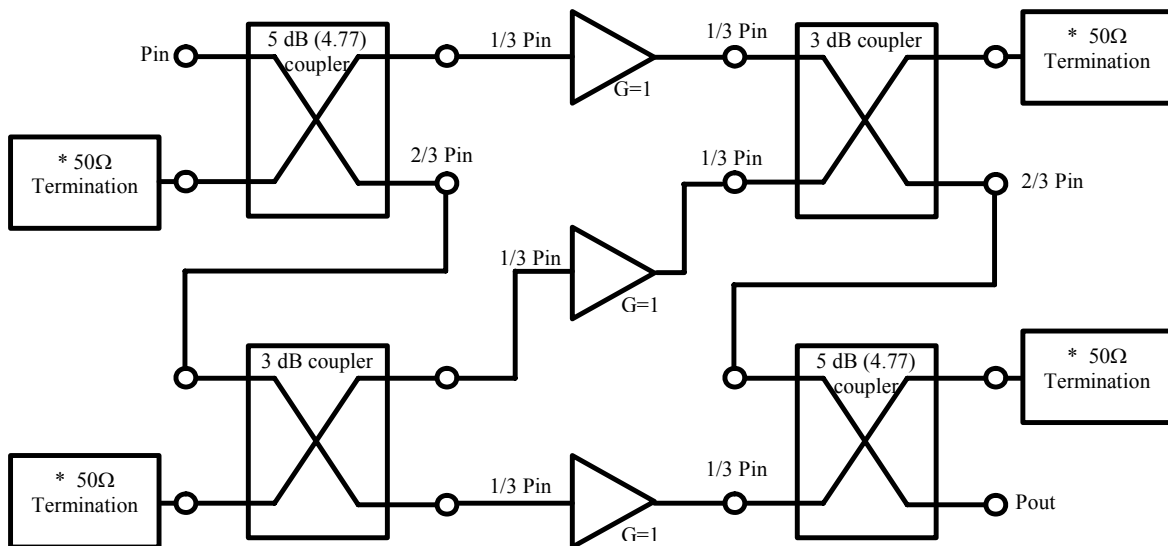 5 dB (4.77)
coupler
3 dB coupler
* 50Ω
Termination
Pin
1/3 Pin
G=1
1/3 Pin
* 50Ω
Termination
2/3 Pin
1/3 Pin
2/3 Pin
1/3 Pin
G=1
3 dB coupler
5 dB (4.77)
coupler
* 50Ω
Termination
* 50Ω
Termination
1/3 Pin
G=1
1/3 Pin
Pout